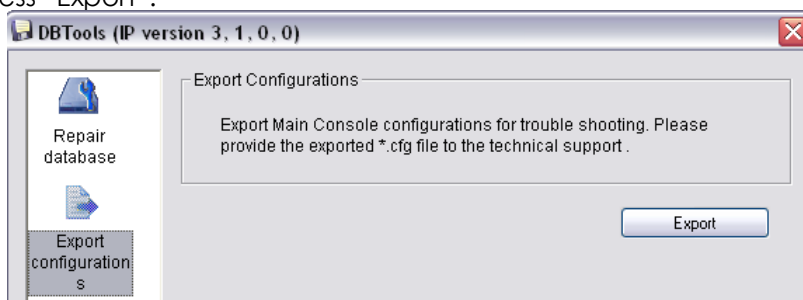 "Export".
DBTools (IP version 3, 1, 0, 0)
Repair
database
Export
configuration
s
Export Configurations
Export Main Console configurations for trouble shooting. Please
provide the exported *.cfg file to the technical support .
Export